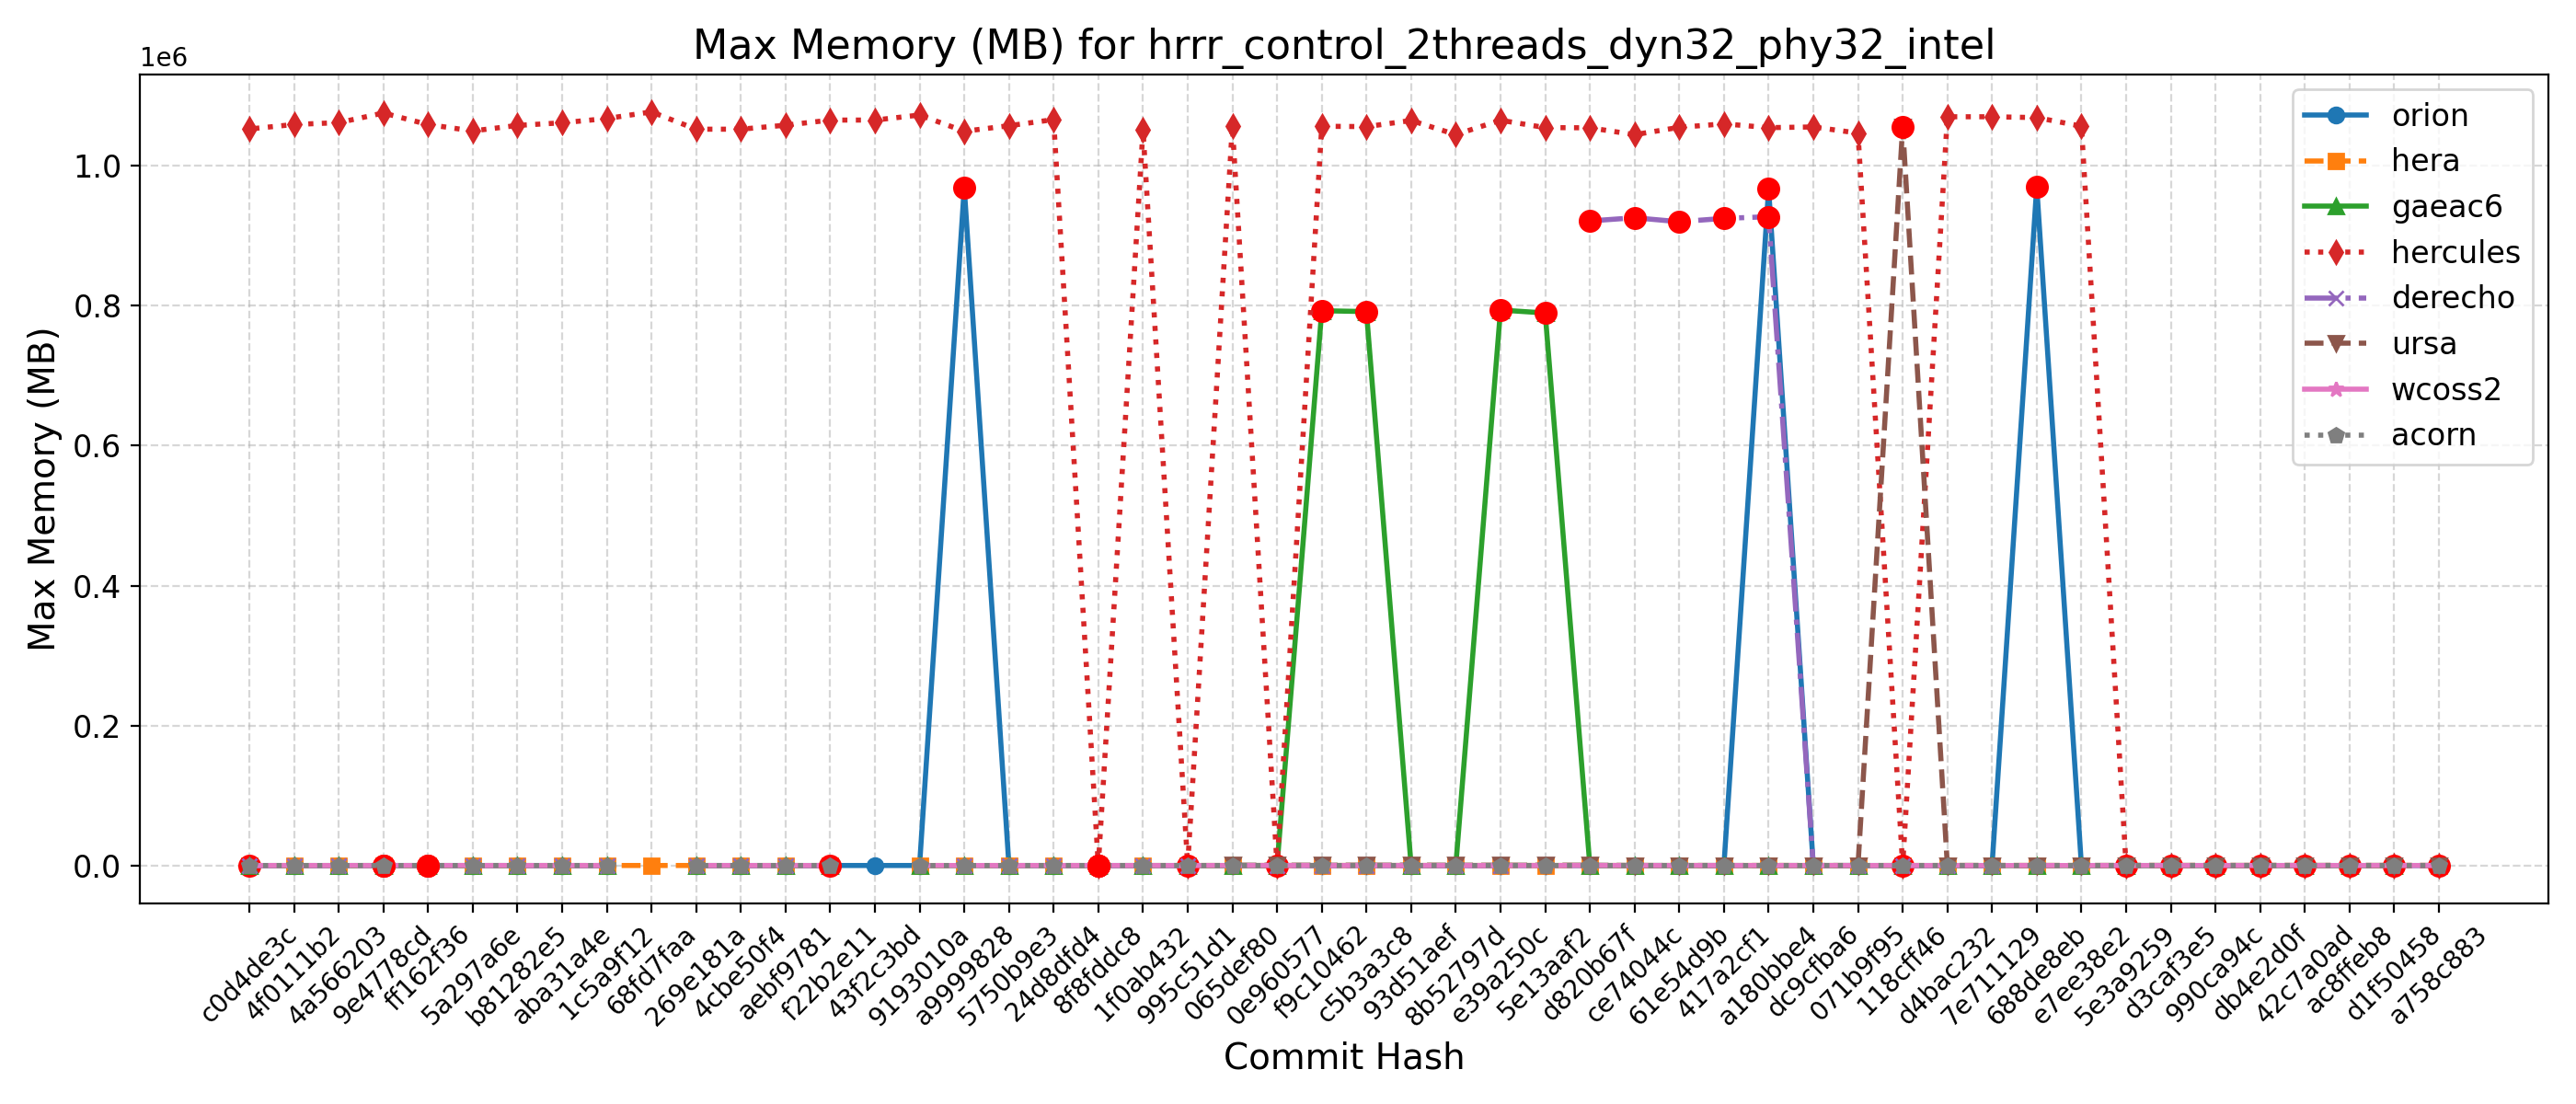 Max Memory (MB) for hrrr_control_2threads_dyn32_phy32_intel
1e6
1.0
0.8
0.6
0.4
0.2
0.0
Max Memory (MB)
orion
hera
gaeac6
hercules
derecho
ursa
wcoss2
acorn
c0d4de3c
4f0111b2
4a566203
9e4778cd
ff162f36
5a297a6e
b81282e5
aba31a4e
1c5a9f12
68fd7faa
269e181a
4cbe50f4
aebf9781
f22b2e11
43f2c3bd
9193010a
a9999828
5750b9e3
24d8dfd4
8f8fddc8
1f0ab432
995c51d1
065def80
0e960577
f9c10462
c5b3a3c8
93d51aef
8b52797d
e39a250c
5e13aaf2
d820b67f
ce74044c
61e54d9b
417a2cf1
a180bbe4
dc9cfba6
071b9f95
118cff46
d4bac232
7e711129
688de8eb
e7ee38e2
5e3a9259
d3caf3e5
990ca94c
db4e2d0f
42c7a0ad
ac8ffeb8
d1f50458
a758c883
Commit Hash